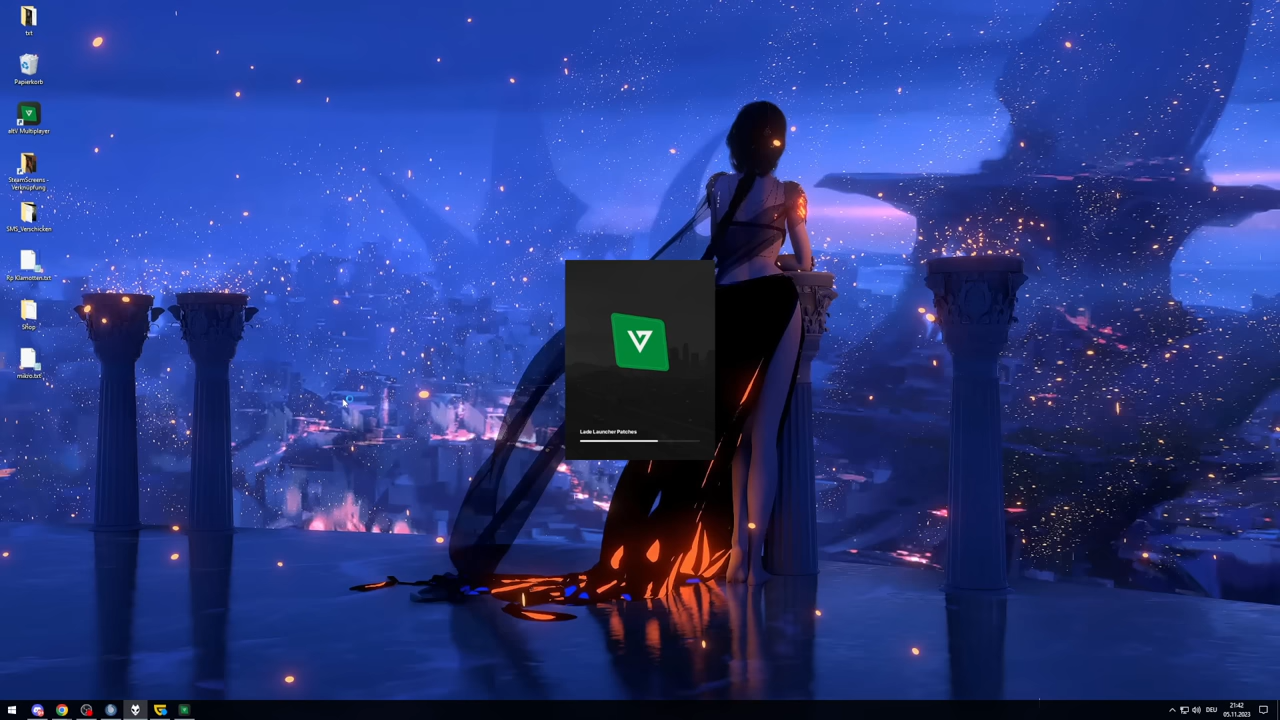 txt
Papierkorb
altV Multiplayer
SteamScreens -
Verknüpfung
SMS_Verschicken
Rp Klamotten.txt
Shop
mikro.txt
Lade Launcher Patches
DEU
21:42
05.11.2023